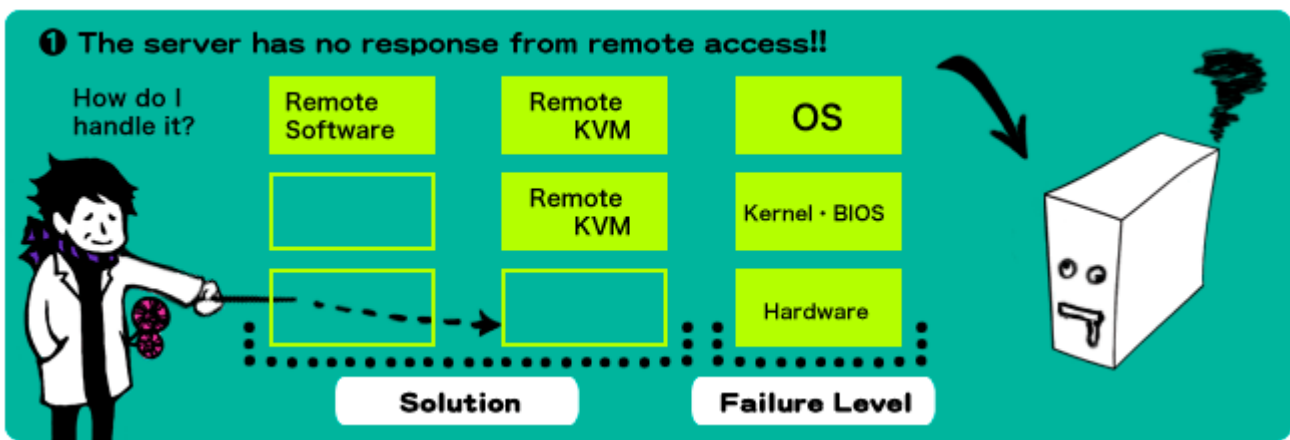 ❶ The server has no response from remote access!!
How do I
handle it?
Remote
Software
Remote
KVM
OS
Remote
KVM
Kernel・BIOS
Hardware
Solution
Failure Level